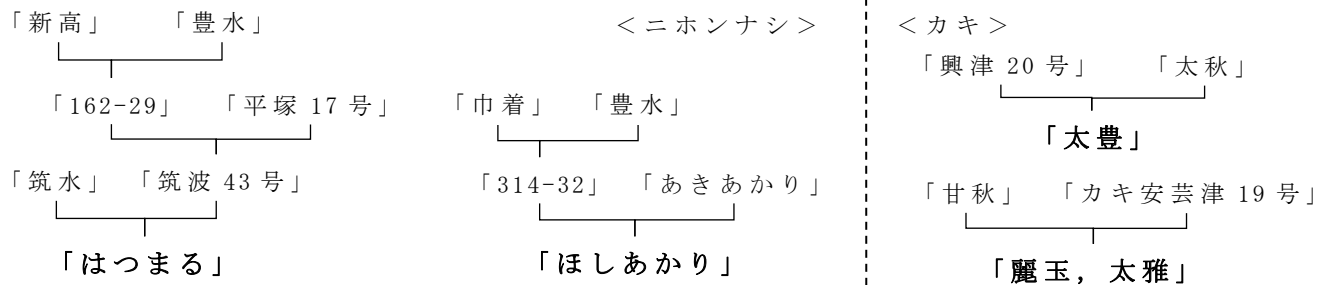 「新高」 「豊水」
「162-29」 「平塚 17 号」
「筑水」 「筑波 43 号」
「はつまる」
<ニホンナシ>
「巾着」 「豊水」
「314-32」 「あきあかり」
「ほしあかり」
<カキ>
「興津 20 号」 「太秋」
「太豊」
「甘秋」 「カキ安芸津 19 号」
「麗玉, 太雅」